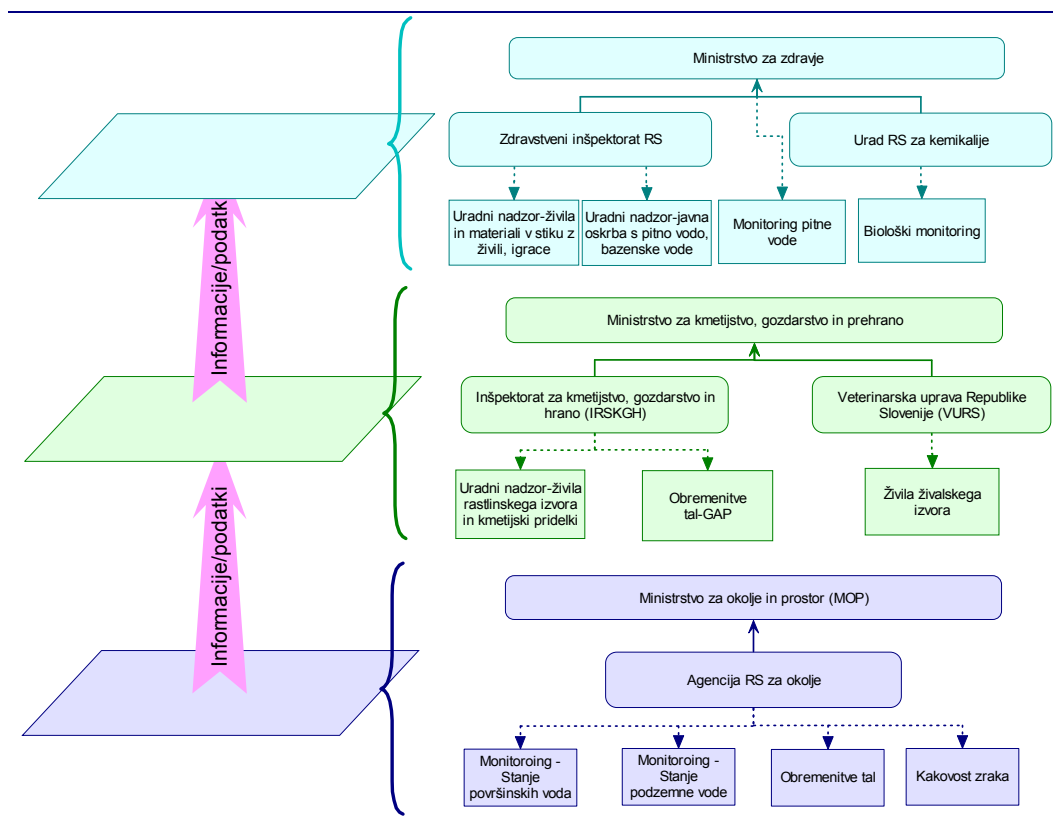 Ministrstvo za zdravje
Zdravstveni inšpektorat RS
Urad RS za kemikalije
Uradni nadzor-živila
in materiali v stiku z
živili, igrace
Uradni nadzor-javna
oskrba s pitno vodo,
bazenske vode
Monitoring pitne
vode
Biološki monitoring
Informacije/podatk
Ministrstvo za kmetijstvo, gozdarstvo in prehrano
Inšpektorat za kmetijstvo, gozdarstvo in
hrano (IRSKGH)
Veterinarska uprava Republike
Slovenije (VURS)
Uradni nadzor-živila
rastlinskega izvora
in kmetijski pridelki
Obremenitve
tal-GAP
Živila živalskega
izvora
Informacije/podatki
Ministrstvo za okolje in prostor (MOP)
Agencija RS za okolje
Monitoroing -
Stanje
površinskih voda
Monitoroing -
Stanje
podzemne vode
Obremenitve tal
Kakovost zraka